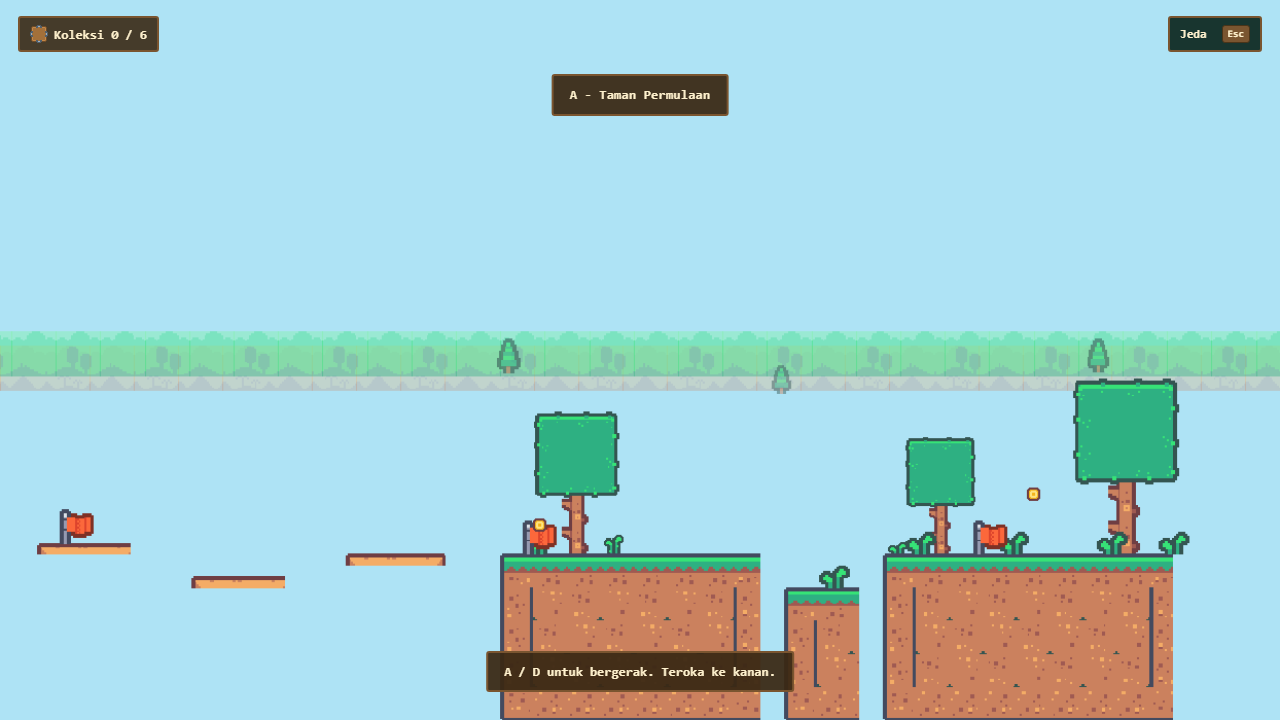 Koleksi 0 / 6
Jeda Esc
A - Taman Permulaan
A / D untuk bergerak. Teroka ke kanan.